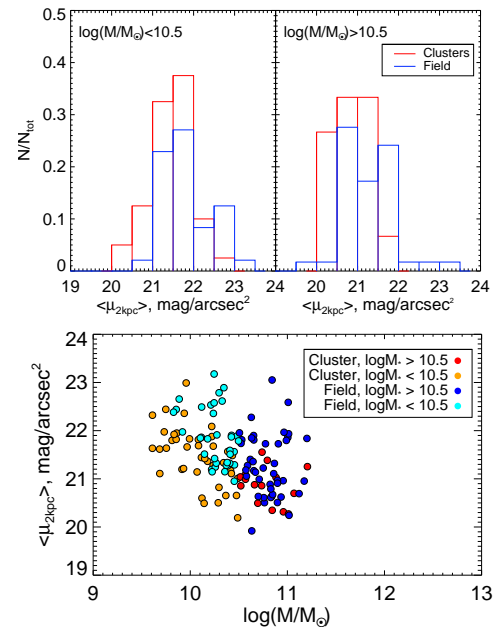 log(M/M⊙)<10.5
log(M/M⊙)>10.5
Clusters
Field
N/Ntot
0.5
0.4
0.3
0.2
0.1
0
19 20 21 22 23 24 20 21 22 23 24
<μ2kpc>, mag/arcsec²
<μ2kpc>, mag/arcsec²
Cluster, logM* > 10.5
Cluster, logM* < 10.5
Field, logM* > 10.5
Field, logM* < 10.5
<μ2kpc>, mag/arcsec²
24
23
22
21
20
19
9 10 11 12 13
log(M/M⊙)